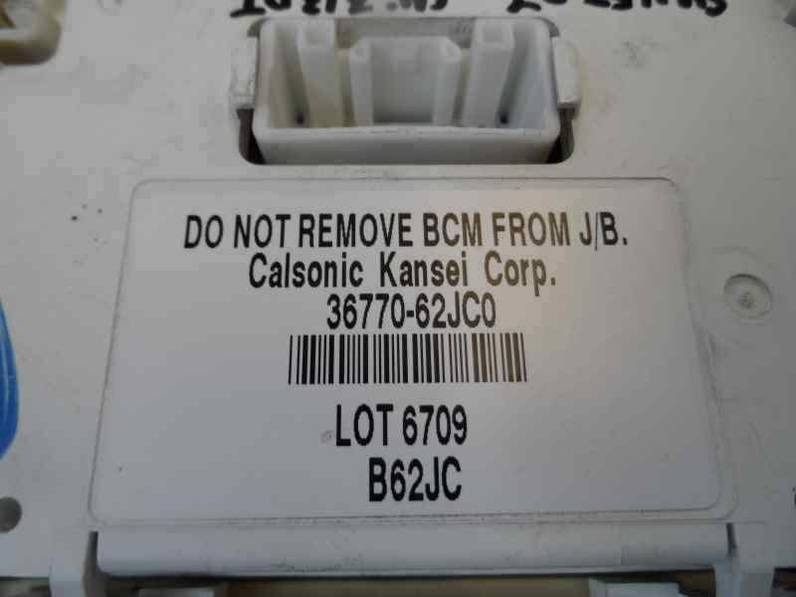 DO NOT REMOVE BCM FROM J/B.
Calsonic Kansei Corp.
36770-62JC0
LOT 6709
B62JC